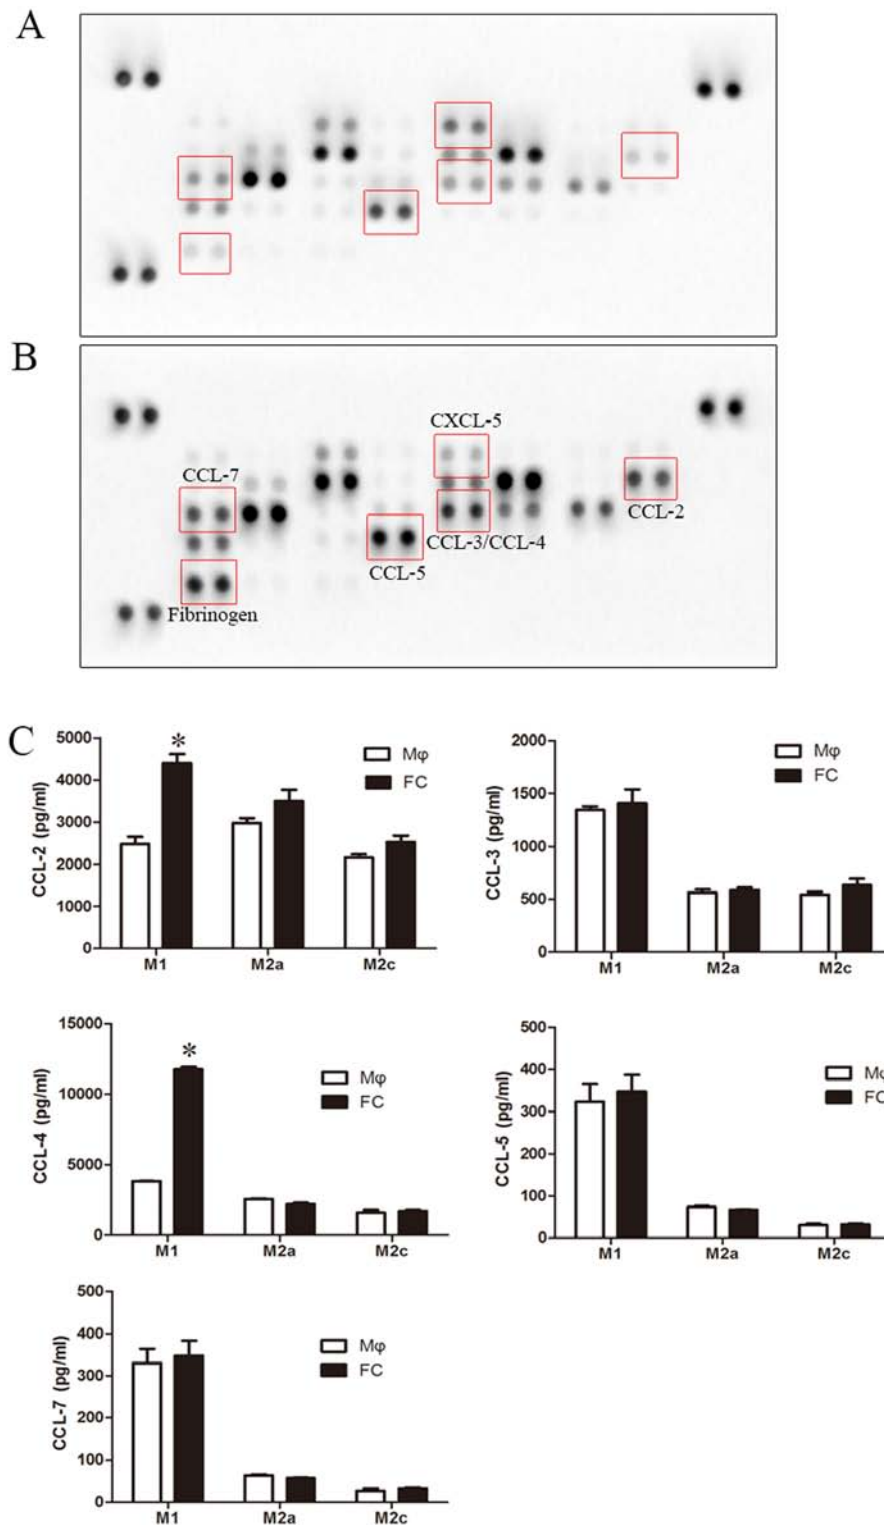 A
B
CXCL-5
CCL-7
CCL-2
CCL-3/CCL-4
CCL-5
Fibrinogen
C
5000
4000
3000
2000
1000
0
CCL-2 (pg/ml)
*
Mφ
FC
M1
M2a
M2c
2000
1500
1000
500
0
CCL-3 (pg/ml)
Mφ
FC
M1
M2a
M2c
15000
10000
5000
0
CCL-4 (pg/ml)
*
Mφ
FC
M1
M2a
M2c
500
400
300
200
100
0
CCL-5 (pg/ml)
Mφ
FC
M1
M2a
M2c
500
400
300
200
100
0
CCL-7 (pg/ml)
Mφ
FC
M1
M2a
M2c